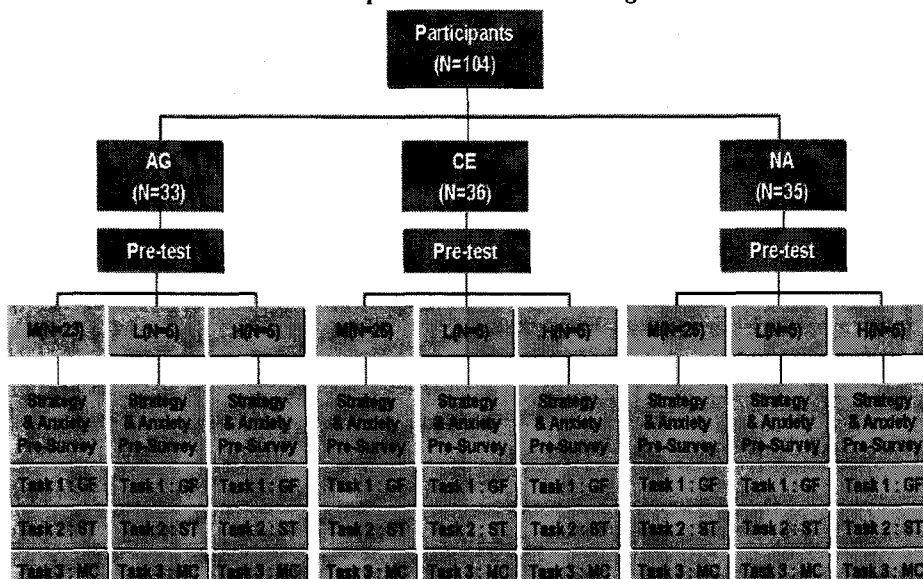 Participants
(N=104)
AG
(N=33)
CE
(N=36)
NA
(N=35)
Pre-test
Pre-test
Pre-test
M(N=23) L(N=5) H(N=5)
Strategy & Anxiety Pre-Survey
Strategy & Anxiety Pre-Survey
Strategy & Anxiety Pre-Survey
Strategy & Anxiety Pre-Survey
Strategy & Anxiety Pre-Survey
Strategy & Anxiety Pre-Survey
Strategy & Anxiety Pre-Survey
Strategy & Anxiety Pre-Survey
Strategy & Anxiety Pre-Survey
Task 1 : GF Task 1 : GF Task 1 : GF Task 1 : GF Task 1 : GF Task 1 : GF Task 1 : GF Task 1 : GF Task 1 : GF
Task 2 : ST Task 2 : ST Task 2 : ST Task 2 : ST Task 2 : ST Task 2 : ST Task 2 : ST Task 2 : ST Task 2 : ST
Task 3 : MC Task 3 : MC Task 3 : MC Task 3 : MC Task 3 : MC Task 3 : MC Task 3 : MC Task 3 : MC Task 3 : MC